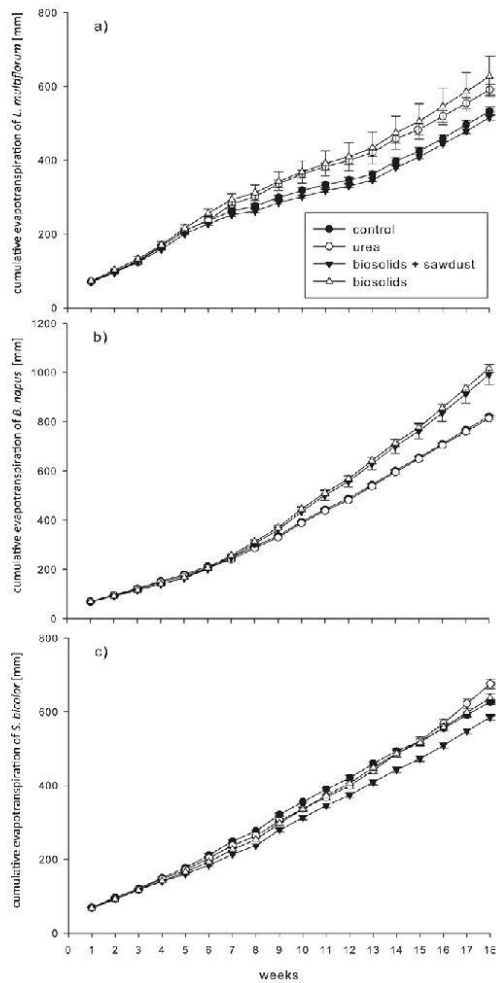 a)
cumulative evapotranspiration of L. multiflorum [mm]
800
600
400
200
0
control
urea
biosolids + sawdust
biosolids
b)
cumulative evapotranspiration of B. napus [mm]
1200
1000
800
600
400
200
0
c)
cumulative evapotranspiration of S. bicolor [mm]
800
600
400
200
0
0 1 2 3 4 5 6 7 8 9 10 11 12 13 14 15 16 17 18
weeks